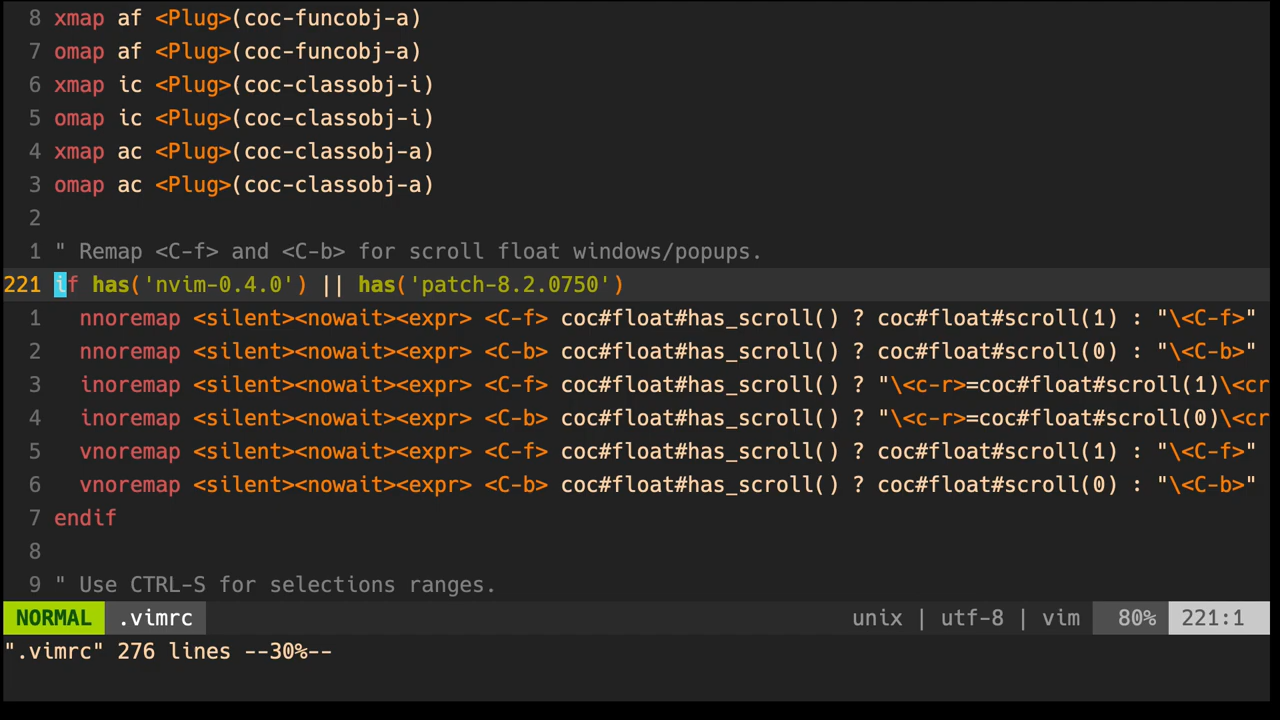 8 xmap af <Plug>(coc-funcobj-a)
7 omap af <Plug>(coc-funcobj-a)
6 xmap ic <Plug>(coc-classobj-i)
5 omap ic <Plug>(coc-classobj-i)
4 xmap ac <Plug>(coc-classobj-a)
3 omap ac <Plug>(coc-classobj-a)
2
1 " Remap <C-f> and <C-b> for scroll float windows/popups.
221 if has('nvim-0.4.0') || has('patch-8.2.0750')
1 nnoremap <silent><nowait><expr> <C-f> coc#float#has_scroll() ? coc#float#scroll(1) : "\<C-f>"
2 nnoremap <silent><nowait><expr> <C-b> coc#float#has_scroll() ? coc#float#scroll(0) : "\<C-b>"
3 inoremap <silent><nowait><expr> <C-f> coc#float#has_scroll() ? "\<c-r>=coc#float#scroll(1)\<cr
4 inoremap <silent><nowait><expr> <C-b> coc#float#has_scroll() ? "\<c-r>=coc#float#scroll(0)\<cr
5 vnoremap <silent><nowait><expr> <C-f> coc#float#has_scroll() ? coc#float#scroll(1) : "\<C-f>"
6 vnoremap <silent><nowait><expr> <C-b> coc#float#has_scroll() ? coc#float#scroll(0) : "\<C-b>"
7 endif
8
9 " Use CTRL-S for selections ranges.
NORMAL .vimrc unix | utf-8 | vim 80% 221:1
".vimrc" 276 lines --30%--